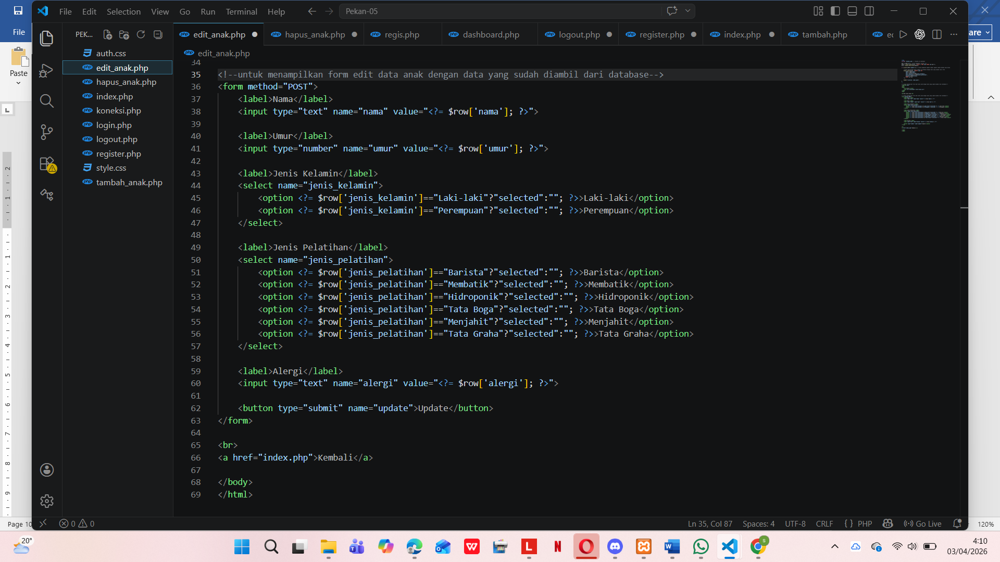 File Edit Selection View Go Run Terminal Help
Pekan-05
File
Paste
are
PEK...
auth.css
edit_anak.php
hapus_anak.php
index.php
koneksi.php
login.php
logout.php
register.php
style.css
tambah_anak.php
edit_anak.php hapus_anak.php regis.php dashboard.php logout.php register.php index.php tambah.php
edit_anak.php
34
35 <!--untuk menampilkan form edit data anak dengan data yang sudah diambil dari database-->
36 <form method="POST">
37 <label>Nama</label>
38 <input type="text" name="nama" value="<?= $row['nama']; ?>">
39
40 <label>Umur</label>
41 <input type="number" name="umur" value="<?= $row['umur']; ?>">
42
43 <label>Jenis Kelamin</label>
44 <select name="jenis_kelamin">
45 <option <?= $row['jenis_kelamin']=="Laki-laki"?"selected":""; ?>>Laki-laki</option>
46 <option <?= $row['jenis_kelamin']=="Perempuan"?"selected":""; ?>>Perempuan</option>
47 </select>
48
49 <label>Jenis Pelatihan</label>
50 <select name="jenis_pelatihan">
51 <option <?= $row['jenis_pelatihan']=="Barista"?"selected":""; ?>>Barista</option>
52 <option <?= $row['jenis_pelatihan']=="Membatik"?"selected":""; ?>>Membatik</option>
53 <option <?= $row['jenis_pelatihan']=="Hidroponik"?"selected":""; ?>>Hidroponik</option>
54 <option <?= $row['jenis_pelatihan']=="Tata Boga"?"selected":""; ?>>Tata Boga</option>
55 <option <?= $row['jenis_pelatihan']=="Menjahit"?"selected":""; ?>>Menjahit</option>
56 <option <?= $row['jenis_pelatihan']=="Tata Graha"?"selected":""; ?>>Tata Graha</option>
57 </select>
58
59 <label>Alergi</label>
60 <input type="text" name="alergi" value="<?= $row['alergi']; ?>">
61
62 <button type="submit" name="update">Update</button>
63 </form>
64
65 <br>
66 <a href="index.php">Kembali</a>
67
68 </body>
69 </html>
Page 10
0 0
Ln 35, Col 87 Spaces: 4 UTF-8 CRLF { } PHP Go Live
120%
20°
4:10
03/04/2026